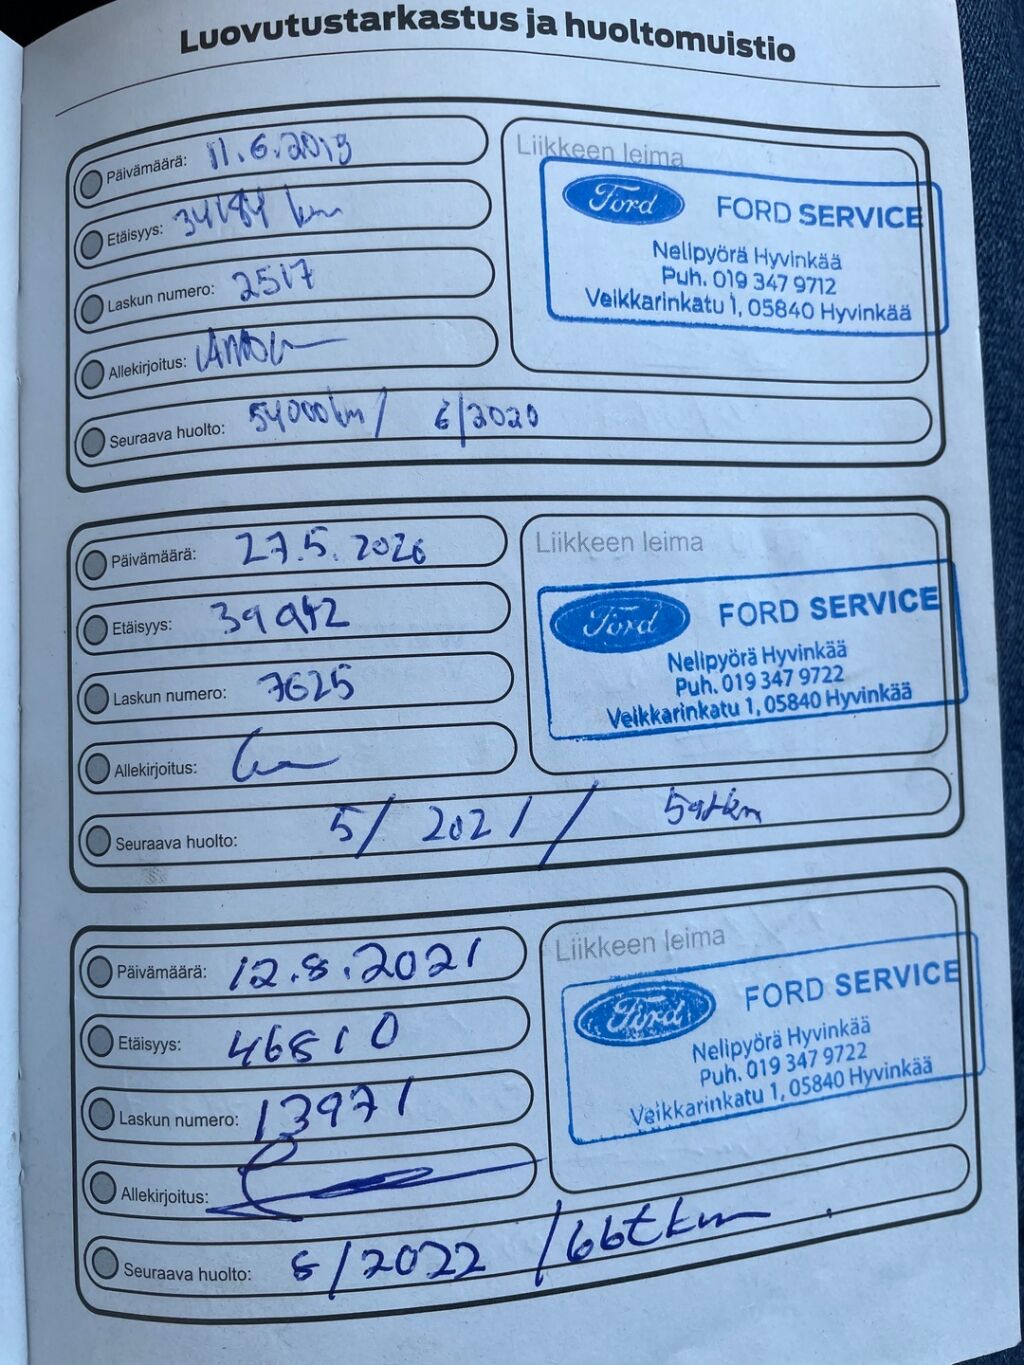 Luovutustarkastus ja huoltomuistio
Päivämäärä: 11.6.2019
Etäisyys: 34184 km
Laskun numero: 2517
Allekirjoitus:
Seuraava huolto: 54000km / 6/2020
Liikkeen leima
Ford FORD SERVICE
Nelipyörä Hyvinkää
Puh. 019 347 9712
Veikkarinkatu 1, 05840 Hyvinkää
Päivämäärä: 27.5.2020
Etäisyys: 39942
Laskun numero: 7625
Allekirjoitus:
Seuraava huolto: 5/2021 / 59tkm
Liikkeen leima
Ford FORD SERVICE
Nelipyörä Hyvinkää
Puh. 019 347 9722
Veikkarinkatu 1, 05840 Hyvinkää
Päivämäärä: 12.8.2021
Etäisyys: 46810
Laskun numero: 13971
Allekirjoitus:
Seuraava huolto: 8/2022 /66tkm
Liikkeen leima
Ford FORD SERVICE
Nelipyörä Hyvinkää
Puh. 019 347 9722
Veikkarinkatu 1, 05840 Hyvinkää